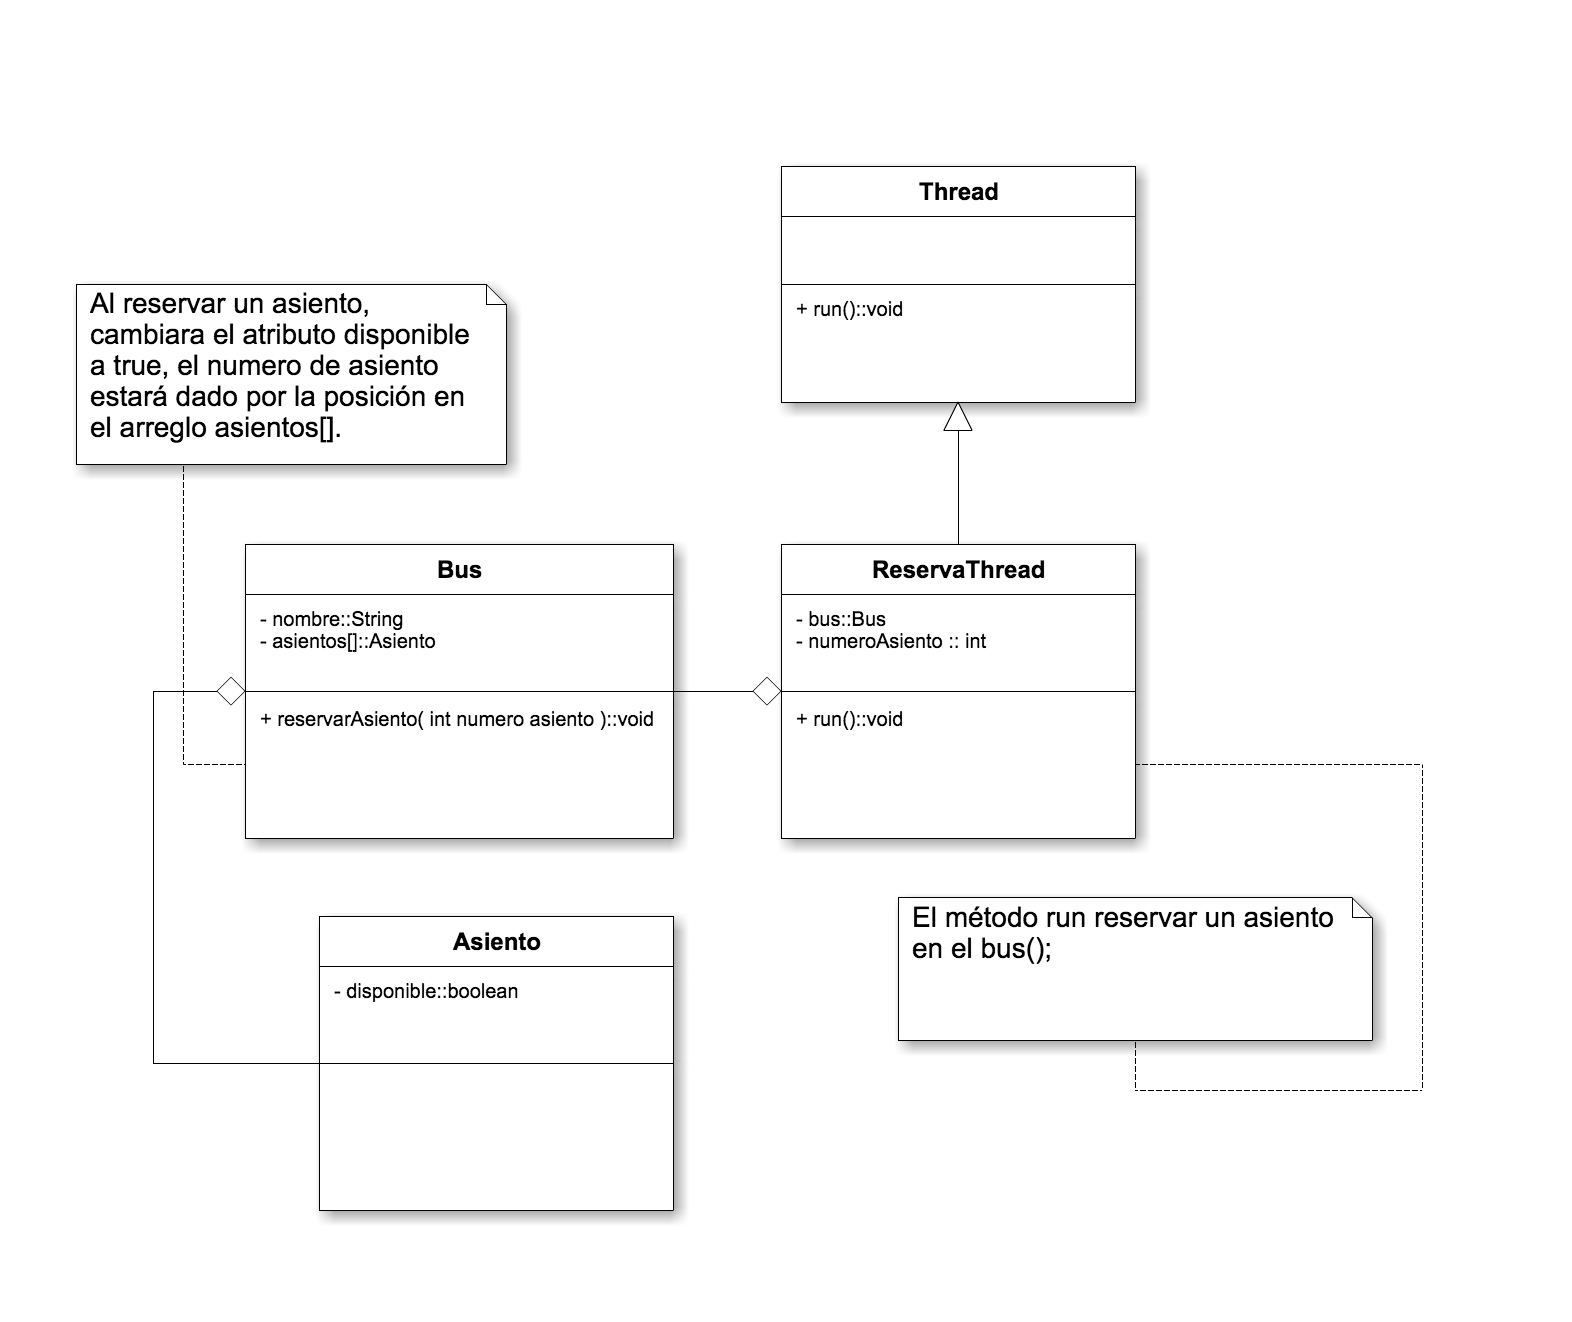 Thread
+ run()::void
Al reservar un asiento,
cambiara el atributo disponible
a true, el numero de asiento
estará dado por la posición en
el arreglo asientos[].
Bus
- nombre::String
- asientos[]::Asiento
+ reservarAsiento( int numero asiento )::void
ReservaThread
- bus::Bus
- numeroAsiento :: int
+ run()::void
Asiento
- disponible::boolean
El método run reservar un asiento
en el bus();